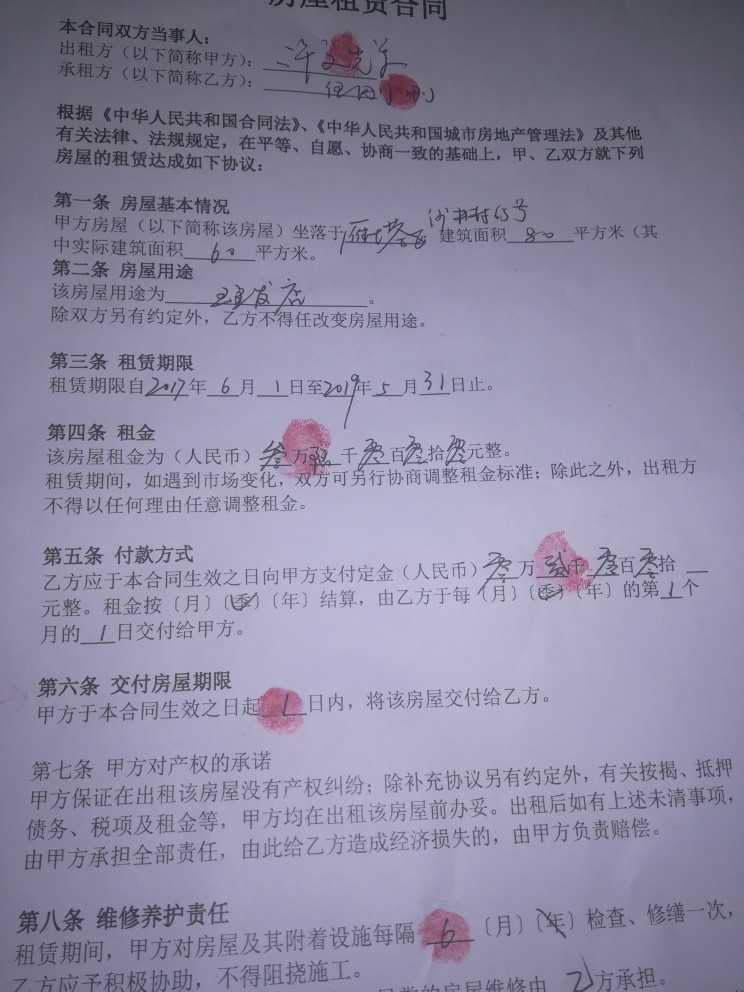 房屋租赁合同
本合同双方当事人：
出租方（以下简称甲方）：
承租方（以下简称乙方）：
根据《中华人民共和国合同法》、《中华人民共和国城市房地产管理法》及其他
有关法律、法规规定，在平等、自愿、协商一致的基础上，甲、乙双方就下列
房屋的租赁达成如下协议：
第一条 房屋基本情况
甲方房屋（以下简称该房屋）坐落于 65号 建筑面积 80 平方米（其
中实际建筑面积 60 平方米。
第二条 房屋用途
该房屋用途为 理发店 。
除双方另有约定外，乙方不得任改变房屋用途。
第三条 租赁期限
租赁期限自2017年 6 月 1 日至2019年 5 月 31日止。
第四条 租金
该房屋租金为（人民币） 叁 万 千 零 百 零 拾 零 元整。
租赁期间，如遇到市场变化，双方可另行协商调整租金标准；除此之外，出租方
不得以任何理由任意调整租金。
第五条 付款方式
乙方应于本合同生效之日向甲方支付定金（人民币） 零 万 贰 千 零 百 零 拾
元整。租金按〔月〕〔季〕〔年〕结算，由乙方于每〔月〕〔季〕〔年〕的第 1 个
月的 1 日交付给甲方。
第六条 交付房屋期限
甲方于本合同生效之日起 1 日内，将该房屋交付给乙方。
第七条 甲方对产权的承诺
甲方保证在出租该房屋没有产权纠纷；除补充协议另有约定外，有关按揭、抵押
债务、税项及租金等，甲方均在出租该房屋前办妥。出租后如有上述未清事项，
由甲方承担全部责任，由此给乙方造成经济损失的，由甲方负责赔偿。
第八条 维修养护责任
租赁期间，甲方对房屋及其附着设施每隔 6 〔月〕〔年〕检查、修缮一次，
乙方应予积极协助，不得阻挠施工。
的房屋维修由 乙方承担。